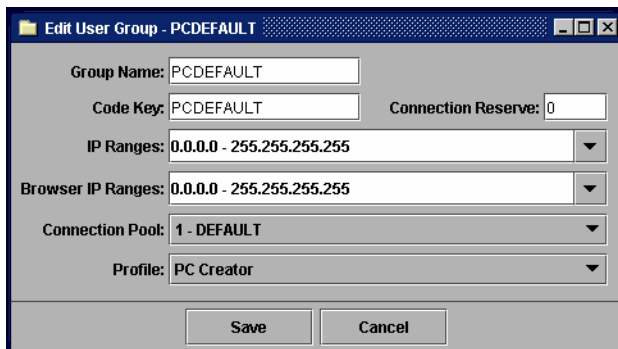 Edit User Group - PCDEFAULT
Group Name: PCDEFAULT
Code Key: PCDEFAULT Connection Reserve: 0
IP Ranges: 0.0.0.0 - 255.255.255.255
Browser IP Ranges: 0.0.0.0 - 255.255.255.255
Connection Pool: 1 - DEFAULT
Profile: PC Creator
Save Cancel